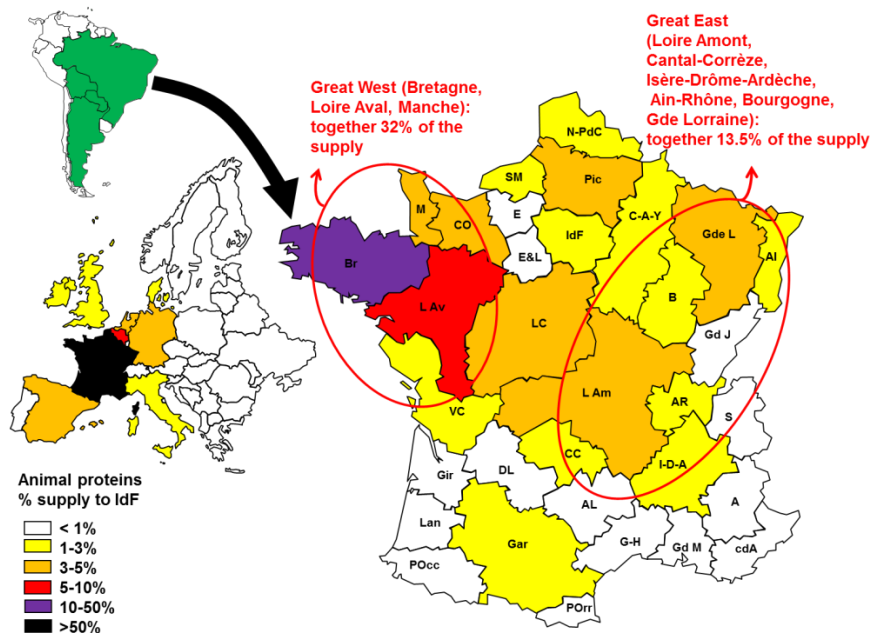 Great West (Bretagne,
Loire Aval, Manche):
together 32% of the
supply
Great East
(Loire Amont,
Cantal-Corrèze,
Isère-Drôme-Ardèche,
Ain-Rhône, Bourgogne,
Gde Lorraine):
together 13.5% of the supply
N-PdC
SM
Pic
M
CO
E
IdF
C-A-Y
Gde L
Al
Br
E&L
L Av
LC
B
Gd J
L Am
AR
S
VC
CC
I-D-A
Gir
DL
AL
A
Lan
Gar
G-H
Gd M
cdA
POcc
POrr
Animal proteins
% supply to IdF
< 1%
1-3%
3-5%
5-10%
10-50%
>50%